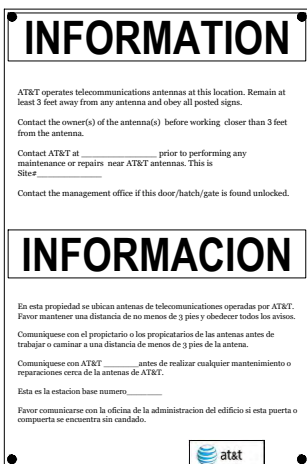 INFORMATION
AT&T operates telecommunications antennas at this location. Remain at
least 3 feet away from any antenna and obey all posted signs.
Contact the owner(s) of the antenna(s) before working closer than 3 feet
from the antenna.
Contact AT&T at ______________ prior to performing any
maintenance or repairs near AT&T antennas. This is
Site#____________
Contact the management office if this door/hatch/gate is found unlocked.
INFORMACION
En esta propiedad se ubican antenas de telecomunicationes operadas por AT&T.
Favor mantener una distancia de no menos de 3 pies y obedecer todos los avisos.
Comuniquese con el propictario o los propicatarios de las antenas antes de
trabajar o caminar a una distancia de menos de 3 pies de la antena.
Comuniquese con AT&T _______antes de realizar cualquier mantenimiento o
reparaciones cerca de la antenas de AT&T.
Esta es la estacion base numero_______
Favor comunicarse con la oficina de la administracion del edificio si esta puerta o
compuerta se encuentra sin candado.
at&t